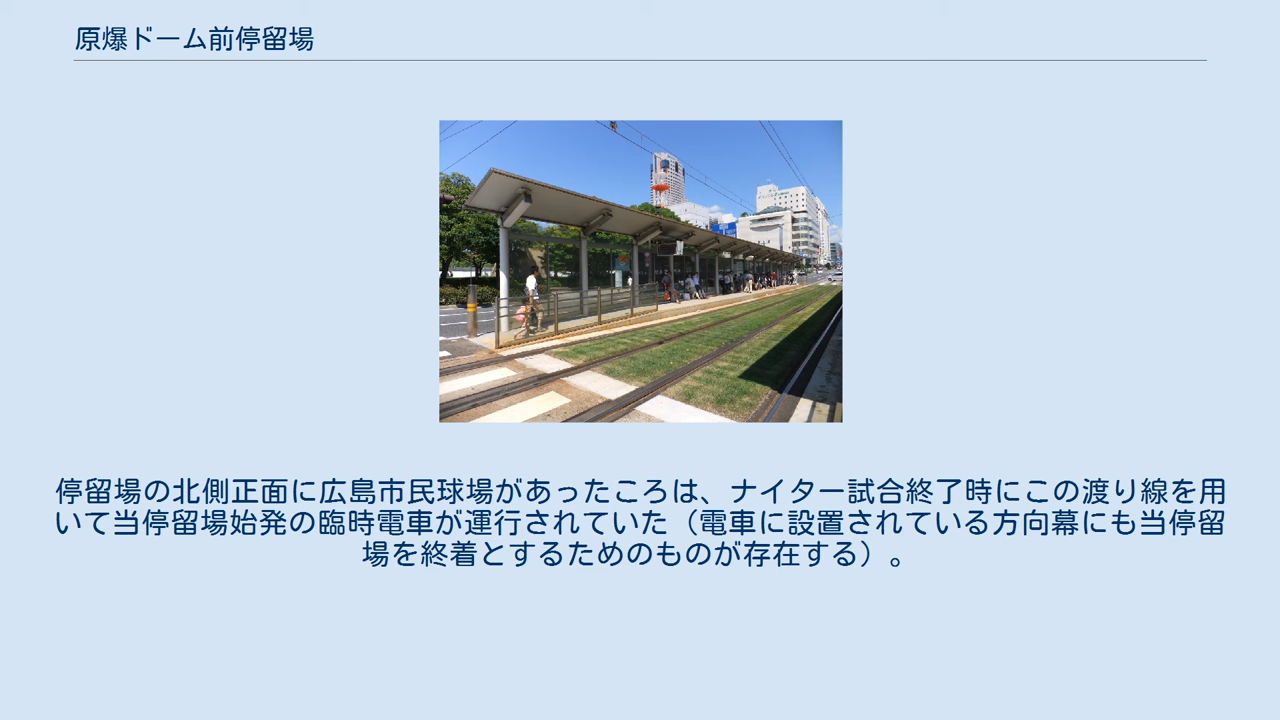 原爆ドーム前停留場
停留場の北側正面に広島市民球場があったころは、ナイター試合終了時にこの渡り線を用
いて当停留場始発の臨時電車が運行されていた（電車に設置されている方向幕にも当停留
場を終着とするためのものが存在する）。